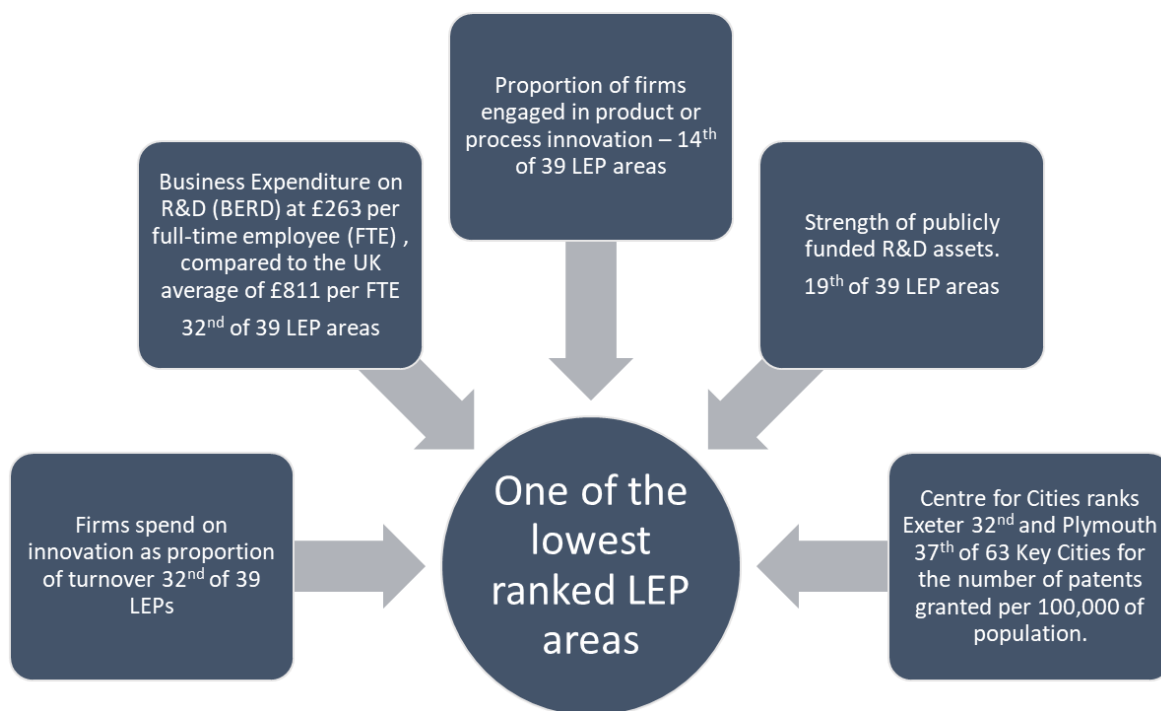 Proportion of firms
engaged in product or
process innovation – 14th
of 39 LEP areas
Business Expenditure on
R&D (BERD) at £263 per
full-time employee (FTE) ,
compared to the UK
average of £811 per FTE
32nd of 39 LEP areas
Strength of publicly
funded R&D assets.
19th of 39 LEP areas
Firms spend on
innovation as proportion
of turnover 32nd of 39
LEPs
One of the
lowest
ranked LEP
areas
Centre for Cities ranks
Exeter 32nd and Plymouth
37th of 63 Key Cities for
the number of patents
granted per 100,000 of
population.